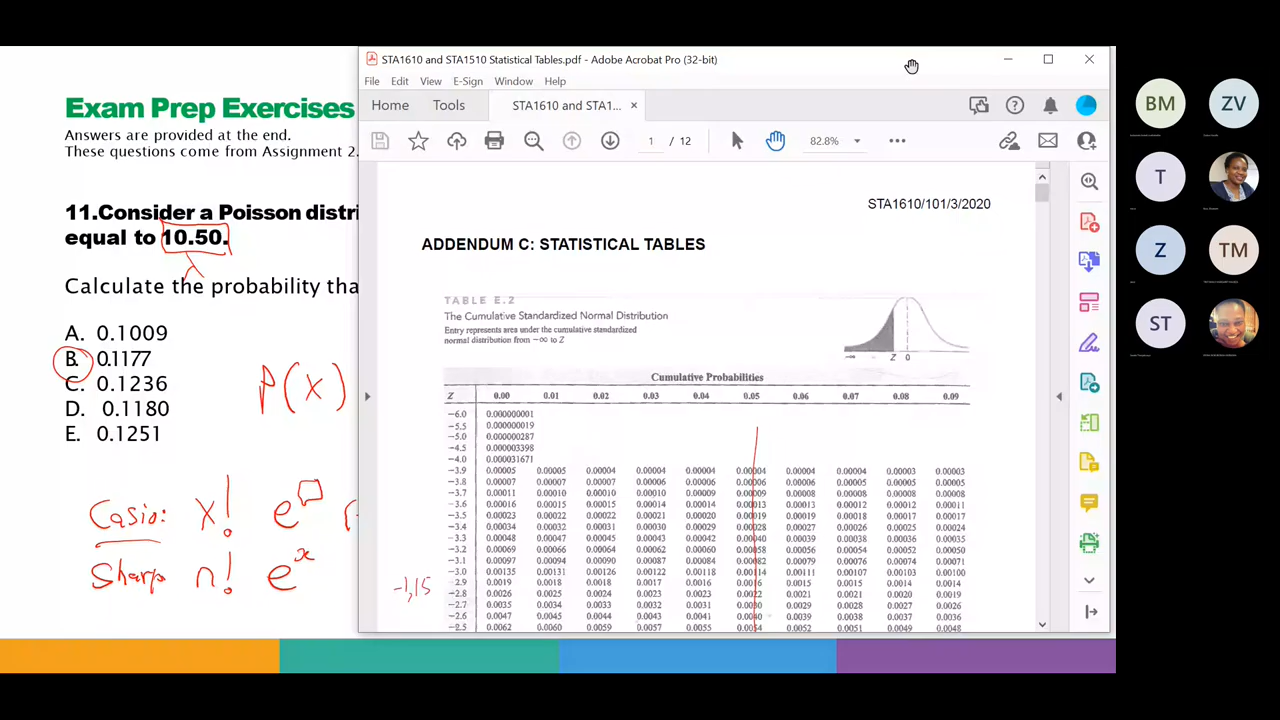 STA1610 and STA1510 Statistical Tables.pdf - Adobe Acrobat Pro (32-bit)
File Edit View E-Sign Window Help
Home Tools STA1610 and STA1... ×
1 / 12 82.8%
Exam Prep Exercises
Answers are provided at the end.
These questions come from Assignment 2.
11.Consider a Poisson distri
equal to 10.50.
λ
Calculate the probability tha
A. 0.1009
B. 0.1177
C. 0.1236
D. 0.1180
E. 0.1251
P(X)
Casio: x! e
Sharp n! e^x
STA1610/101/3/2020
ADDENDUM C: STATISTICAL TABLES
TABLE E.2
The Cumulative Standardized Normal Distribution
Entry represents area under the cumulative standardized
normal distribution from −∞ to Z
−∞ Z 0
Cumulative Probabilities
Z 0.00 0.01 0.02 0.03 0.04 0.05 0.06 0.07 0.08 0.09
−6.0 0.000000001
−5.5 0.000000019
−5.0 0.000000287
−4.5 0.000003398
−4.0 0.000031671
−3.9 0.00005 0.00005 0.00004 0.00004 0.00004 0.00004 0.00004 0.00004 0.00003 0.00003
−3.8 0.00007 0.00007 0.00007 0.00006 0.00006 0.00006 0.00006 0.00005 0.00005 0.00005
−3.7 0.00011 0.00010 0.00010 0.00010 0.00009 0.00009 0.00008 0.00008 0.00008 0.00008
−3.6 0.00016 0.00015 0.00015 0.00014 0.00014 0.00013 0.00013 0.00012 0.00012 0.00011
−3.5 0.00023 0.00022 0.00022 0.00021 0.00020 0.00019 0.00019 0.00018 0.00017 0.00017
−3.4 0.00034 0.00032 0.00031 0.00030 0.00029 0.00028 0.00027 0.00026 0.00025 0.00024
−3.3 0.00048 0.00047 0.00045 0.00043 0.00042 0.00040 0.00039 0.00038 0.00036 0.00035
−3.2 0.00069 0.00066 0.00064 0.00062 0.00060 0.00058 0.00056 0.00054 0.00052 0.00050
−3.1 0.00097 0.00094 0.00090 0.00087 0.00084 0.00082 0.00079 0.00076 0.00074 0.00071
−3.0 0.00135 0.00131 0.00126 0.00122 0.00118 0.00114 0.00111 0.00107 0.00103 0.00100
−2.9 0.0019 0.0018 0.0018 0.0017 0.0016 0.0016 0.0015 0.0015 0.0014 0.0014
−2.8 0.0026 0.0025 0.0024 0.0023 0.0023 0.0022 0.0021 0.0021 0.0020 0.0019
−2.7 0.0035 0.0034 0.0033 0.0032 0.0031 0.0030 0.0029 0.0028 0.0027 0.0026
−2.6 0.0047 0.0045 0.0044 0.0043 0.0041 0.0040 0.0039 0.0038 0.0037 0.0036
−2.5 0.0062 0.0060 0.0059 0.0057 0.0055 0.0054 0.0052 0.0051 0.0049 0.0048
-1,15
BM ZV
T
Z TM
ST